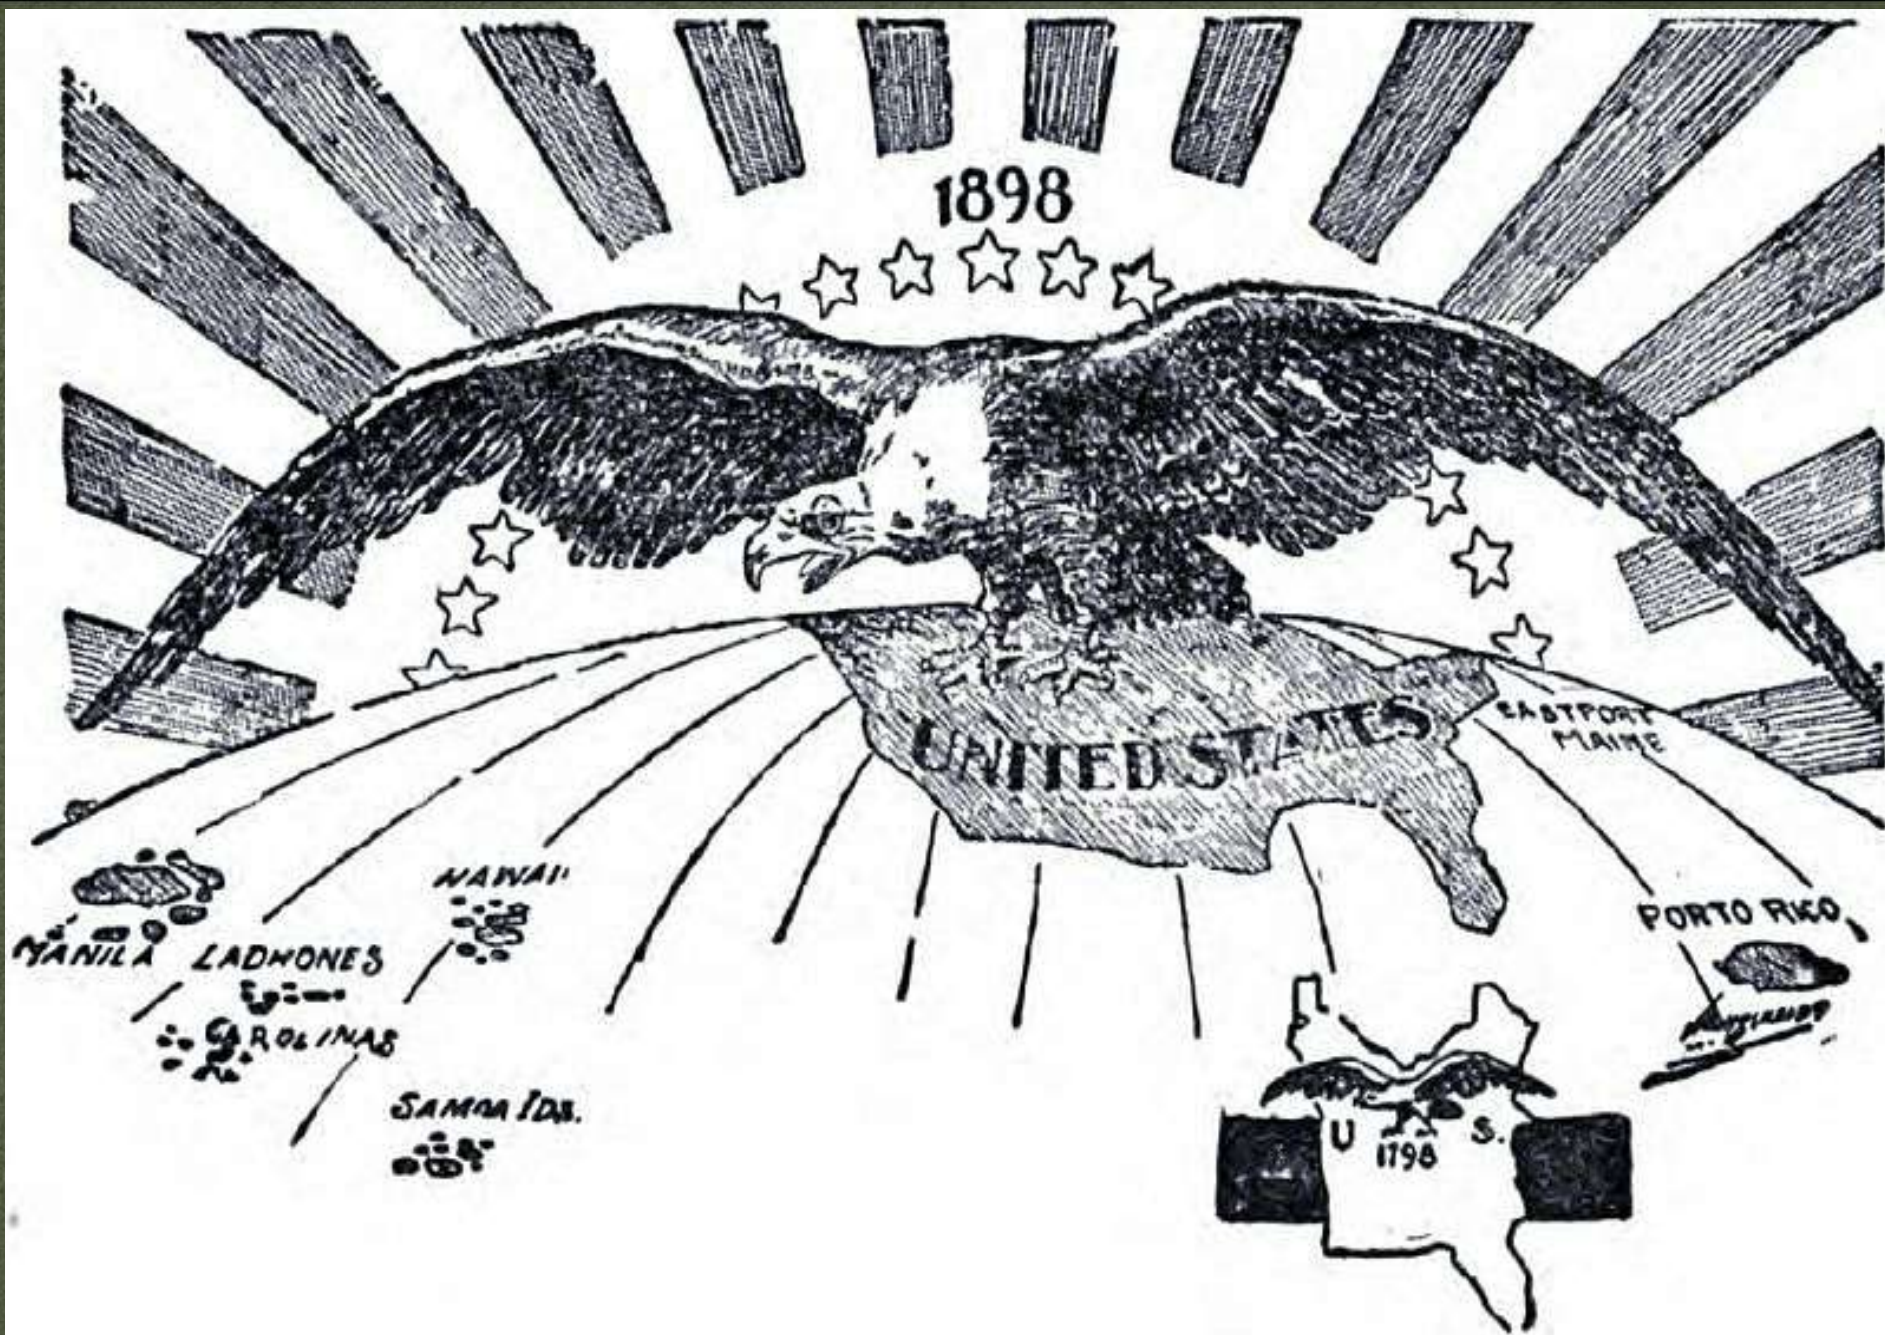 1898
UNITED STATES
EASTPORT
MAINE
HAWAII
PORTO RICO
MANILA
LADRONES
CAROLINAS
SAMOA IDS.
U S.
1798